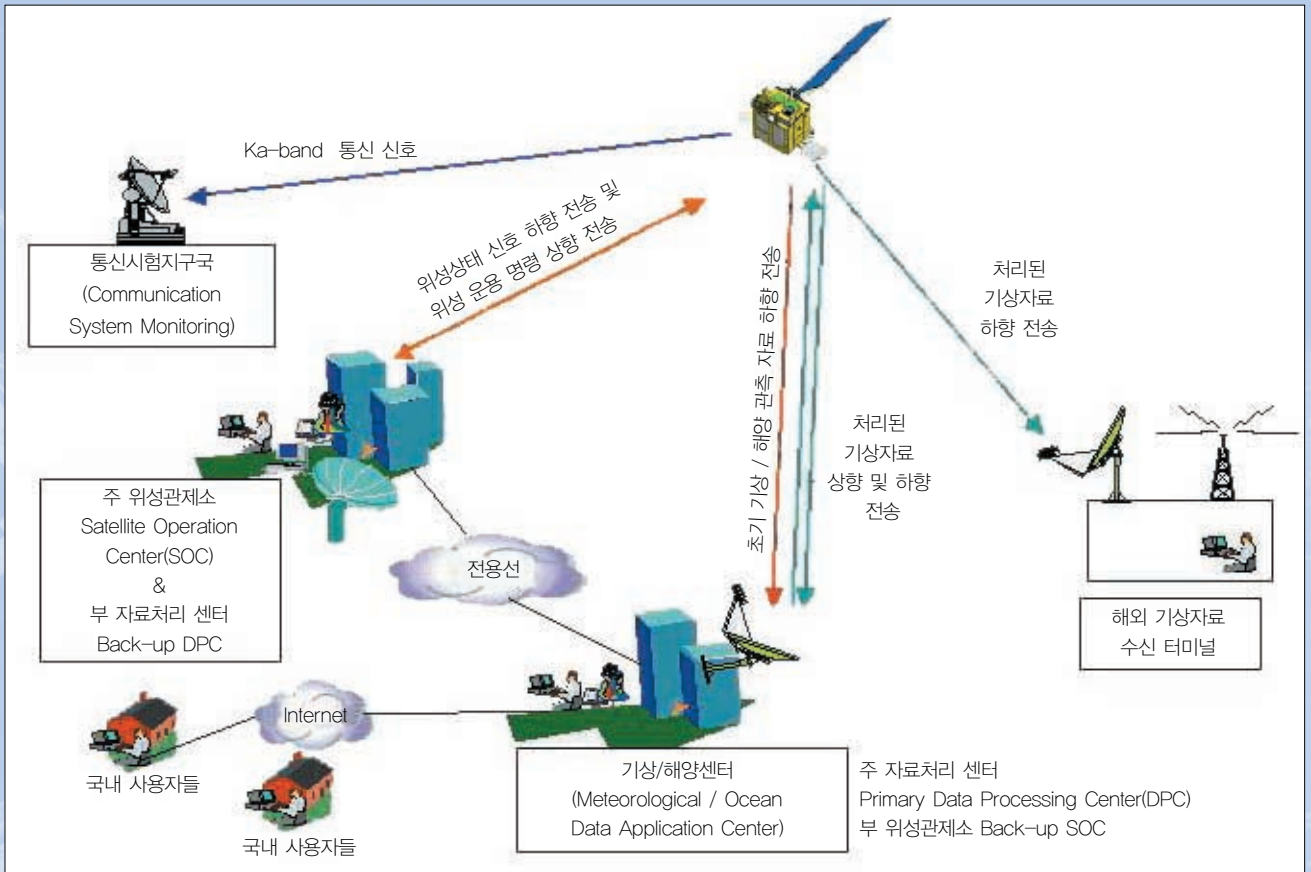 Ka-band 통신 신호
통신시험지구국
(Communication
System Monitoring)
위성상태 신호 하향 전송 및
위성 운용 명령 상향 전송
초기 기상 / 해양 관측 자료 하향 전송
처리된
기상자료
상향 및 하향
전송
처리된
기상자료
하향 전송
주 위성관제소
Satellite Operation
Center(SOC)
&
부 자료처리 센터
Back-up DPC
전용선
해외 기상자료
수신 터미널
Internet
국내 사용자들
국내 사용자들
기상/해양센터
(Meteorological / Ocean
Data Application Center)
주 자료처리 센터
Primary Data Processing Center(DPC)
부 위성관제소 Back-up SOC